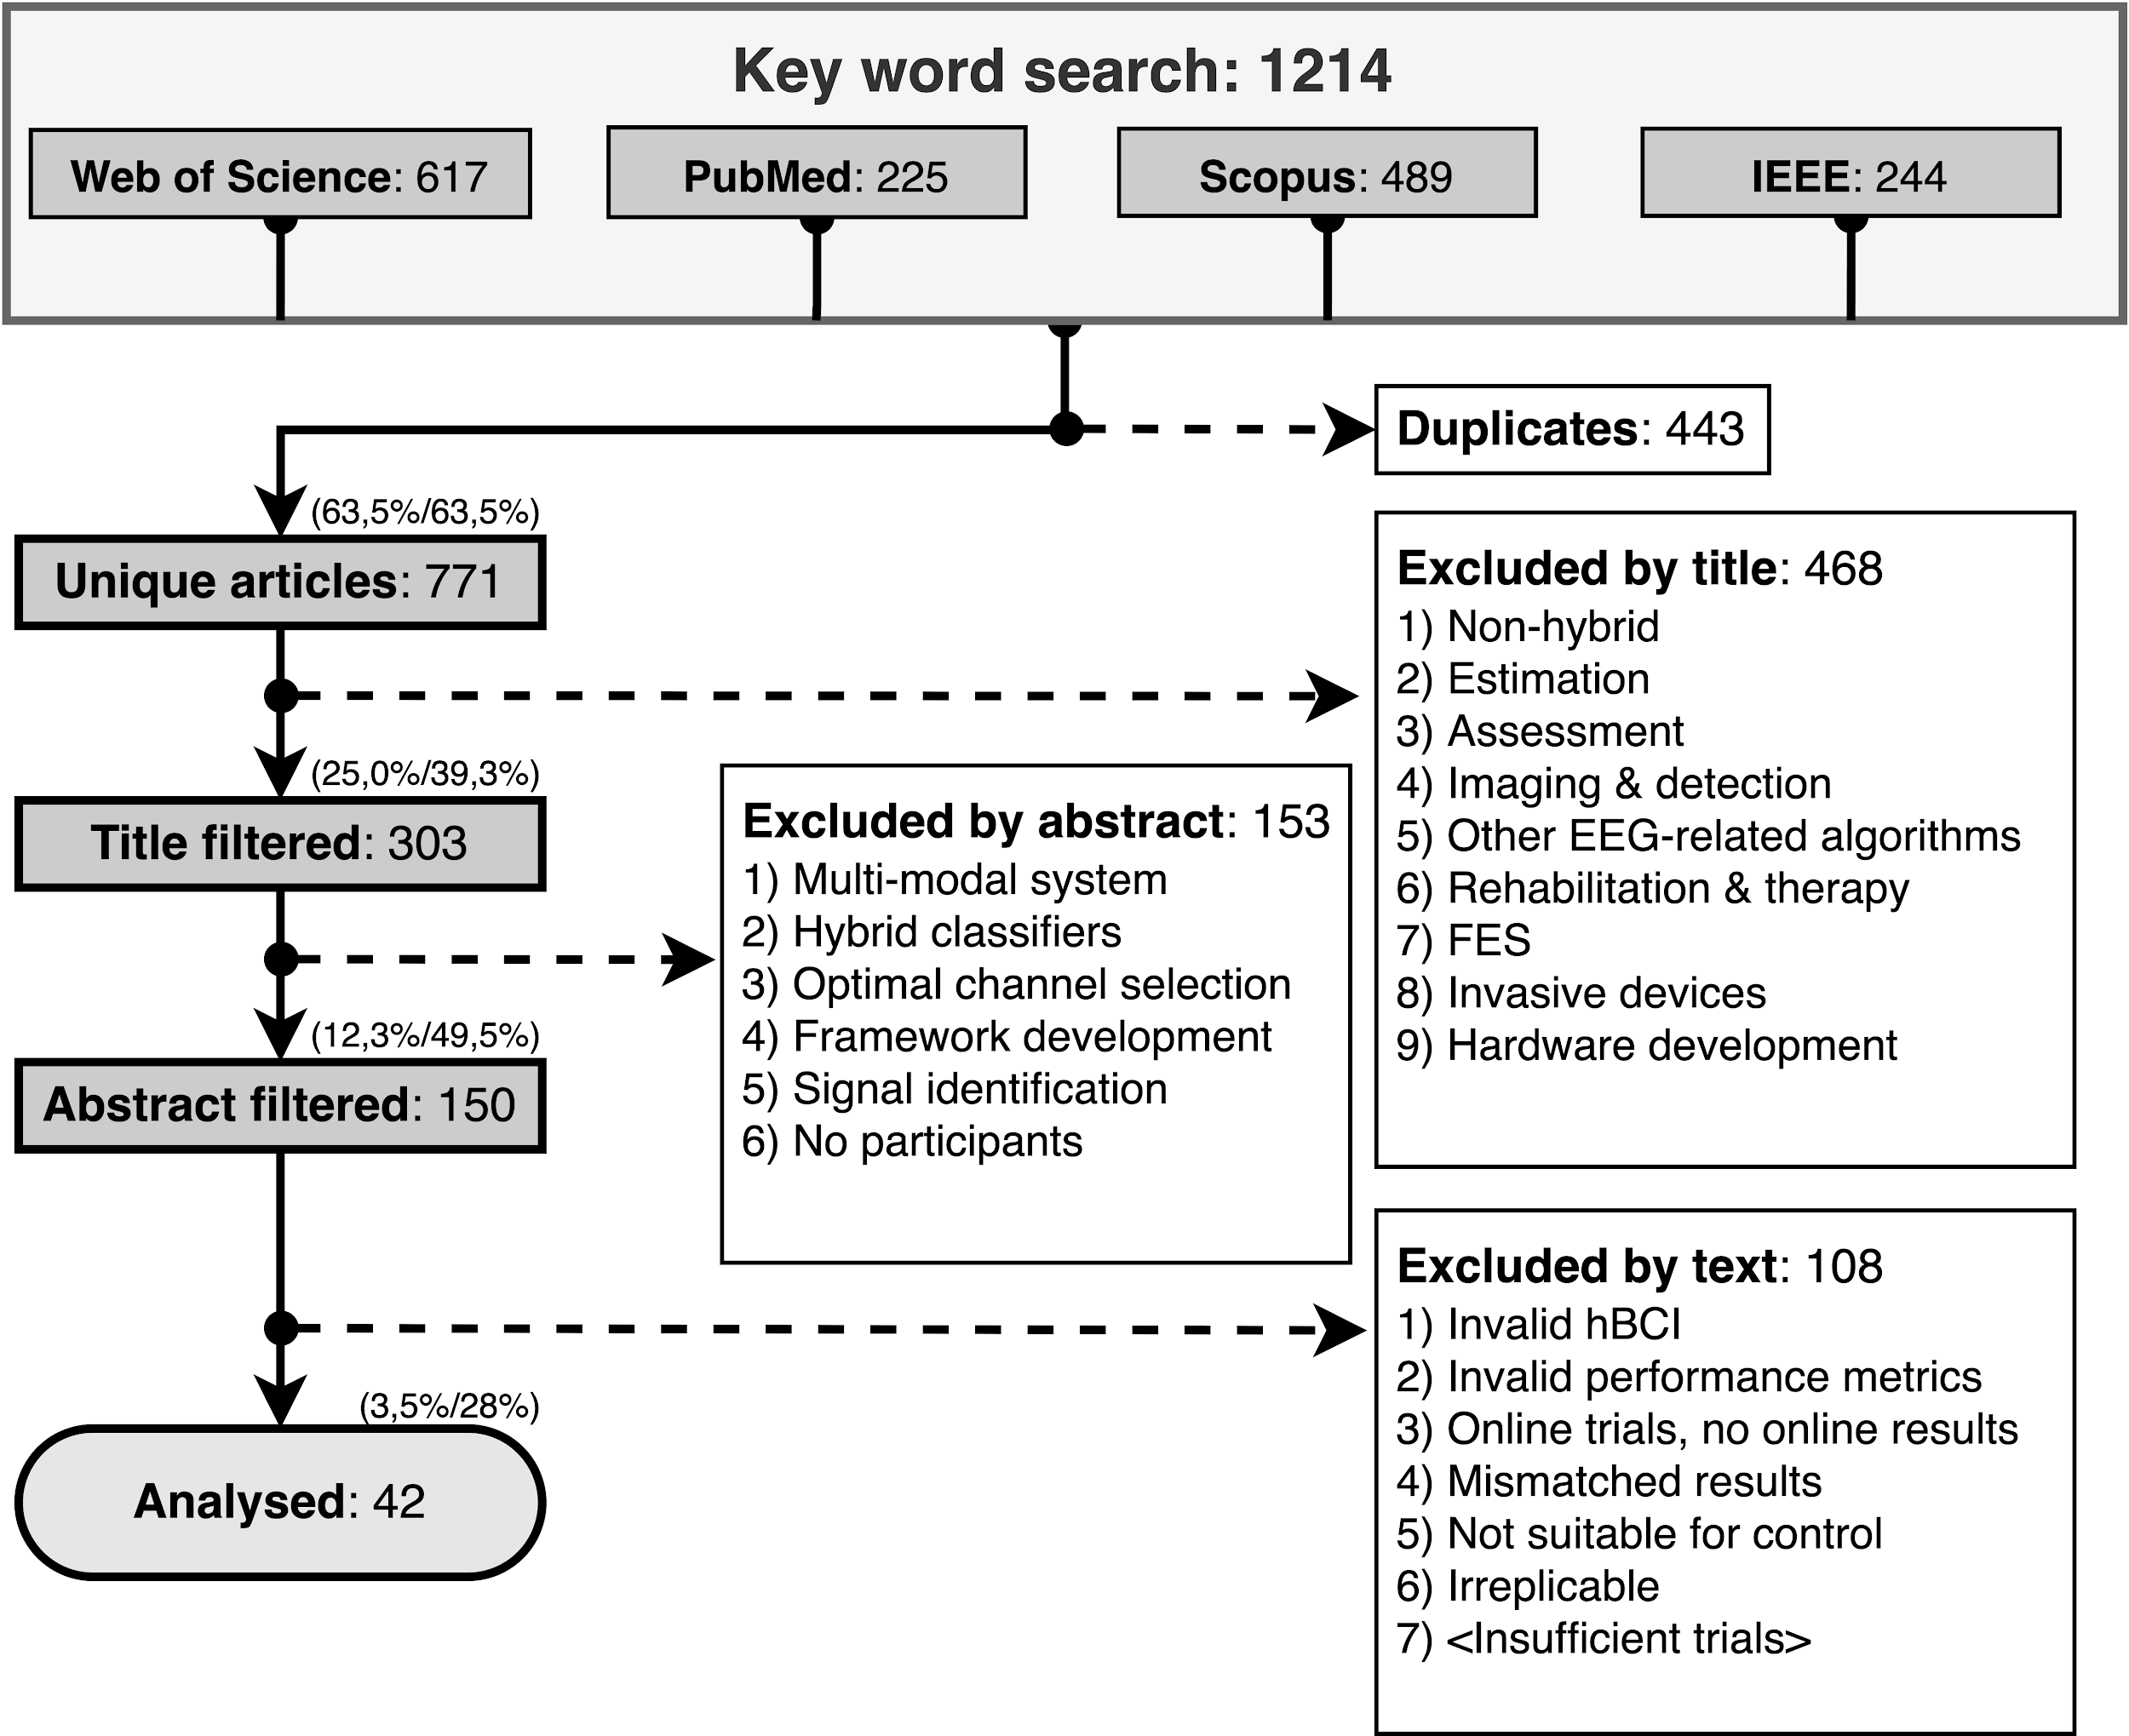 Key word search: 1214
Web of Science: 617
PubMed: 225
Scopus: 489
IEEE: 244
Duplicates: 443
(63,5%/63,5%)
Unique articles: 771
Excluded by title: 468
1) Non-hybrid
2) Estimation
3) Assessment
4) Imaging & detection
5) Other EEG-related algorithms
6) Rehabilitation & therapy
7) FES
8) Invasive devices
9) Hardware development
(25,0%/39,3%)
Title filtered: 303
Excluded by abstract: 153
1) Multi-modal system
2) Hybrid classifiers
3) Optimal channel selection
4) Framework development
5) Signal identification
6) No participants
(12,3%/49,5%)
Abstract filtered: 150
Excluded by text: 108
1) Invalid hBCI
2) Invalid performance metrics
3) Online trials, no online results
4) Mismatched results
5) Not suitable for control
6) Irreplicable
7) <Insufficient trials>
(3,5%/28%)
Analysed: 42